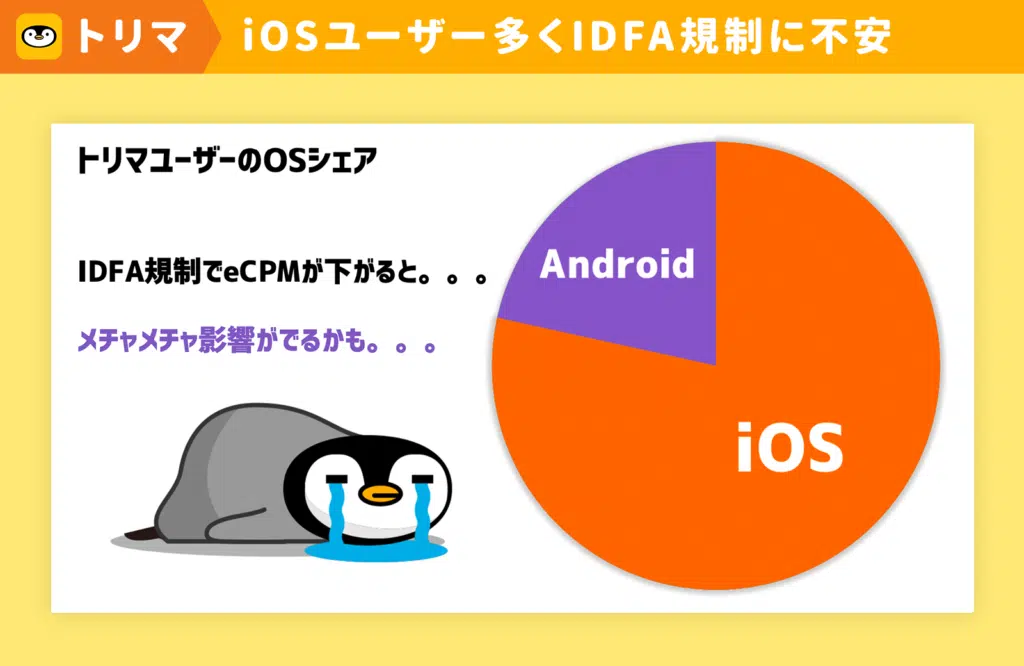 トリマ
iOSユーザー多くIDFA規制に不安
トリマユーザーのOSシェア
IDFA規制でeCPMが下がると。。。
メチャメチャ影響がでるかも。。。
Android
iOS